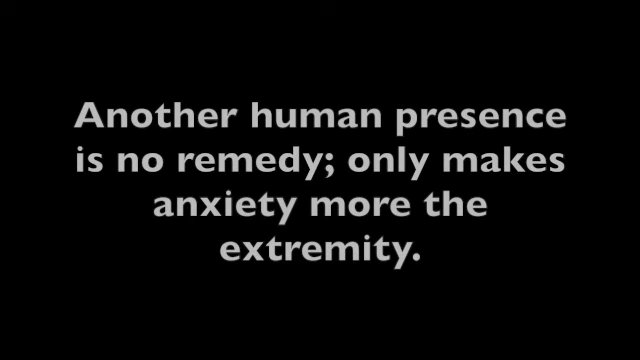 Another human presence
is no remedy; only makes
anxiety more the
extremity.